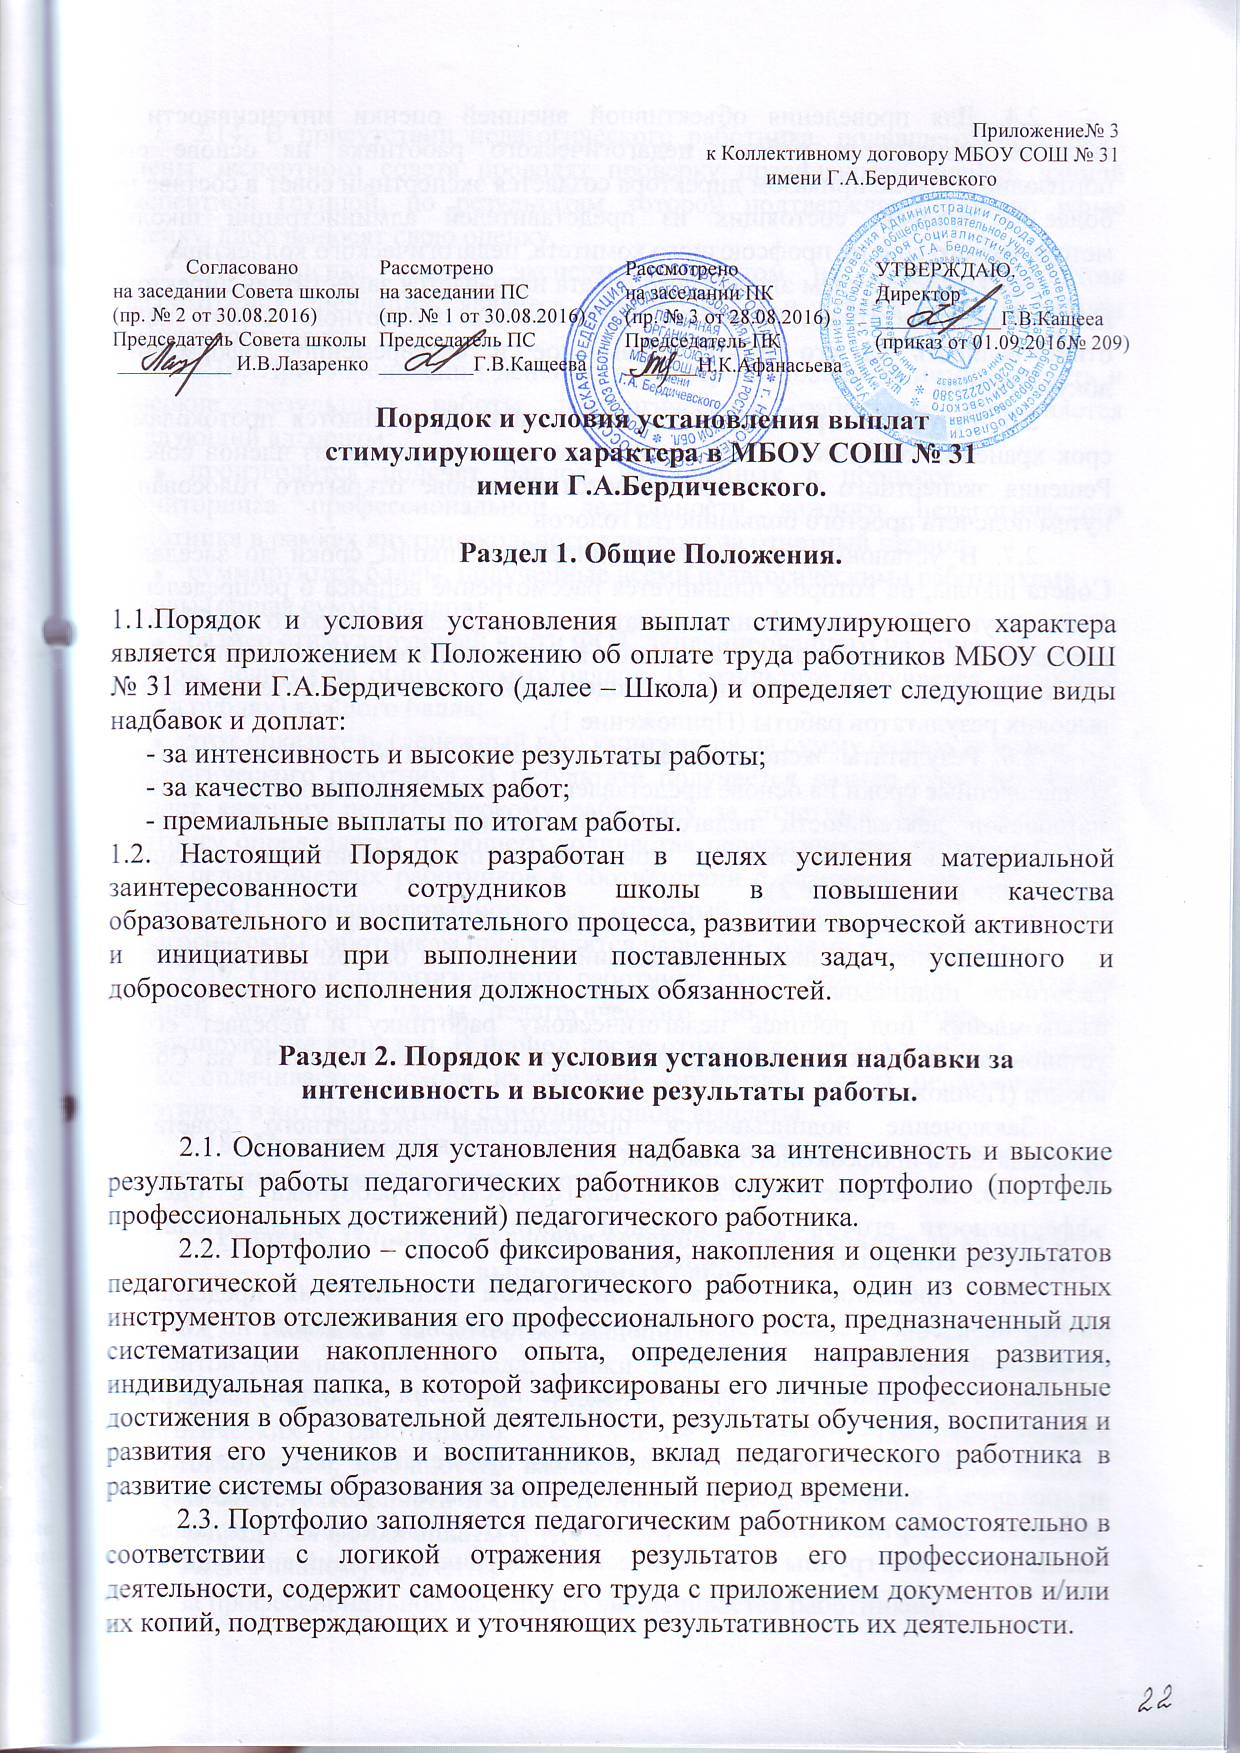 Приложение№ 3
к Коллективному договору МБОУ СОШ № 31
имени Г.А.Бердичевского
Согласовано
на заседании Совета школы
(пр. № 2 от 30.08.2016)
Председатель Совета школы
И.В.Лазаренко
Рассмотрено
на заседании ПС
(пр. № 1 от 30.08.2016)
Председатель ПС
Г.В.Кащеева
Рассмотрено
на заседании ПК
(пр. № 3 от 28.08.2016)
Председатель ПК
Н.К.Афанасьева
УТВЕРЖДАЮ.
Директор
Г.В.Кащеева
(приказ от 01.09.2016№ 209)
Порядок и условия установления выплат
стимулирующего характера в МБОУ СОШ № 31
имени Г.А.Бердичевского.
Раздел 1. Общие Положения.
1.1.Порядок и условия установления выплат стимулирующего характера
является приложением к Положению об оплате труда работников МБОУ СОШ
№ 31 имени Г.А.Бердичевского (далее – Школа) и определяет следующие виды
надбавок и доплат:
- за интенсивность и высокие результаты работы;
- за качество выполняемых работ;
- премиальные выплаты по итогам работы.
1.2. Настоящий Порядок разработан в целях усиления материальной
заинтересованности сотрудников школы в повышении качества
образовательного и воспитательного процесса, развитии творческой активности
и инициативы при выполнении поставленных задач, успешного и
добросовестного исполнения должностных обязанностей.
Раздел 2. Порядок и условия установления надбавки за
интенсивность и высокие результаты работы.
2.1. Основанием для установления надбавка за интенсивность и высокие
результаты работы педагогических работников служит портфолио (портфель
профессиональных достижений) педагогического работника.
2.2. Портфолио – способ фиксирования, накопления и оценки результатов
педагогической деятельности педагогического работника, один из совместных
инструментов отслеживания его профессионального роста, предназначенный для
систематизации накопленного опыта, определения направления развития,
индивидуальная папка, в которой зафиксированы его личные профессиональные
достижения в образовательной деятельности, результаты обучения, воспитания и
развития его учеников и воспитанников, вклад педагогического работника в
развитие системы образования за определенный период времени.
2.3. Портфолио заполняется педагогическим работником самостоятельно в
соответствии с логикой отражения результатов его профессиональной
деятельности, содержит самооценку его труда с приложением документов и/или
их копий, подтверждающих и уточняющих результативность их деятельности.
22